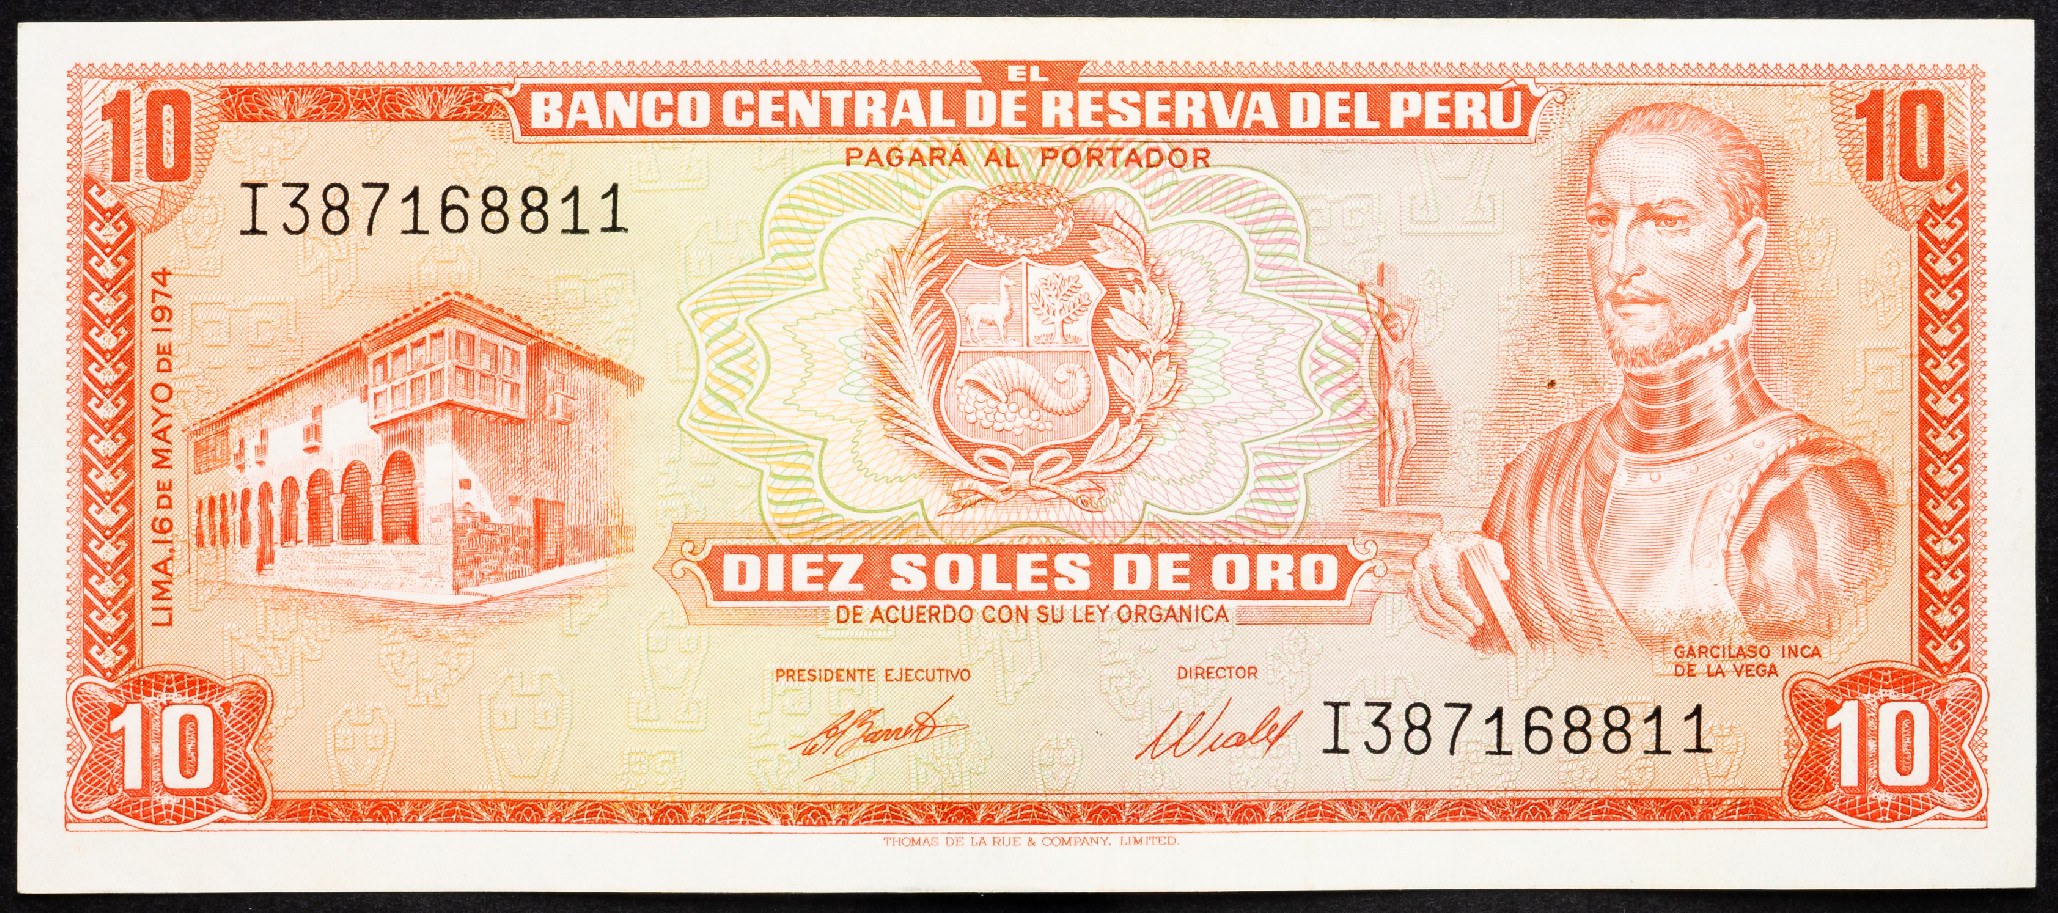 EL
BANCO CENTRAL DE RESERVA DEL PERÚ
10
10
PAGARÁ AL PORTADOR
I387168811
LIMA, 16 DE MAYO DE 1974
DIEZ SOLES DE ORO
DE ACUERDO CON SU LEY ORGANICA
GARCILASO INCA
DE LA VEGA
PRESIDENTE EJECUTIVO
DIRECTOR
I387168811
10
10
THOMAS DE LA RUE & COMPANY, LIMITED.